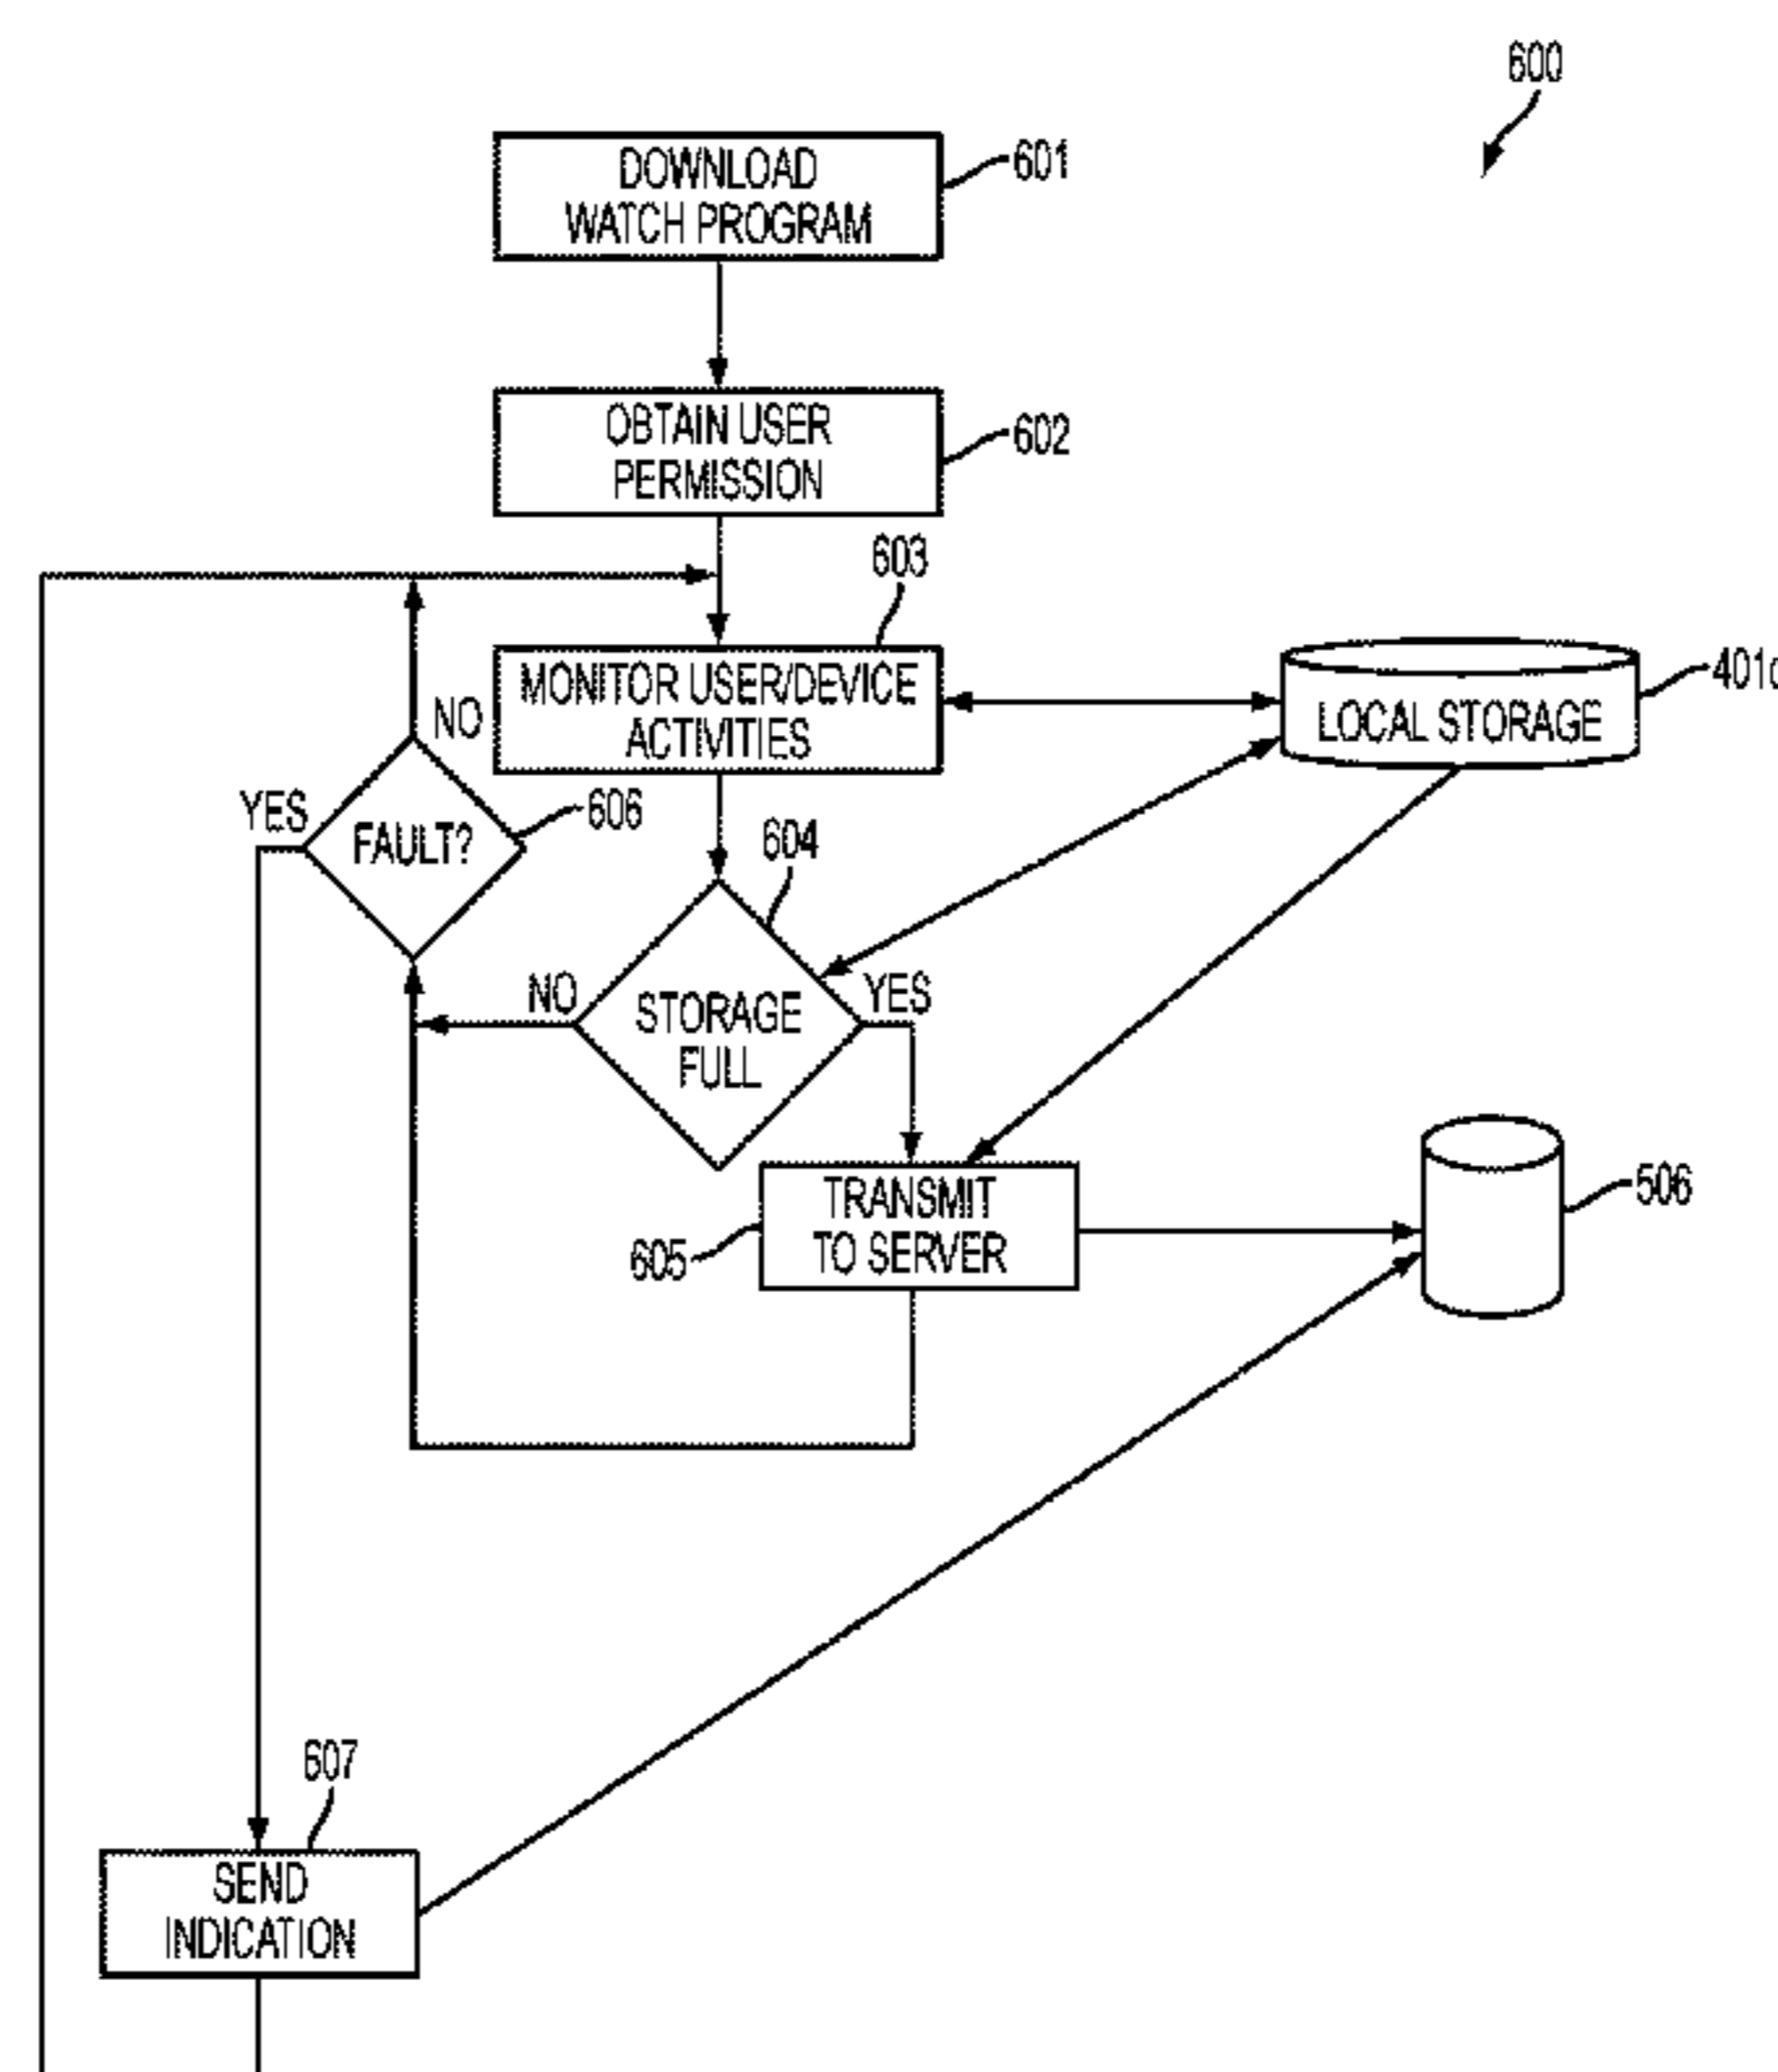 600
DOWNLOAD
WATCH PROGRAM
601
OBTAIN USER
PERMISSION
602
603
MONITOR USER/DEVICE
ACTIVITIES
LOCAL STORAGE
NO
YES
FAULT?
606
604
NO
STORAGE
FULL
YES
TRANSMIT
TO SERVER
605
506
607
SEND
INDICATION